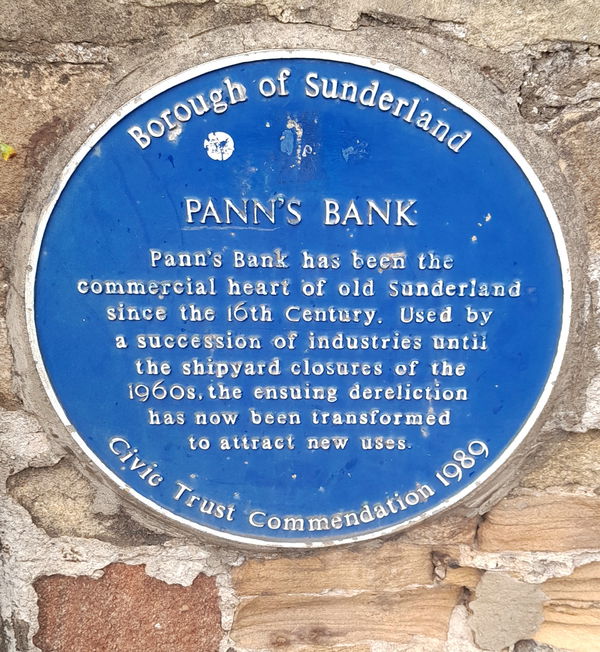 Borough of Sunderland
PANN'S BANK
Pann's Bank has been the
commercial heart of old Sunderland
since the 16th Century. Used by
a succession of industries until
the shipyard closures of the
1960s, the ensuing dereliction
has now been transformed
to attract new uses.
Civic Trust Commendation 1989